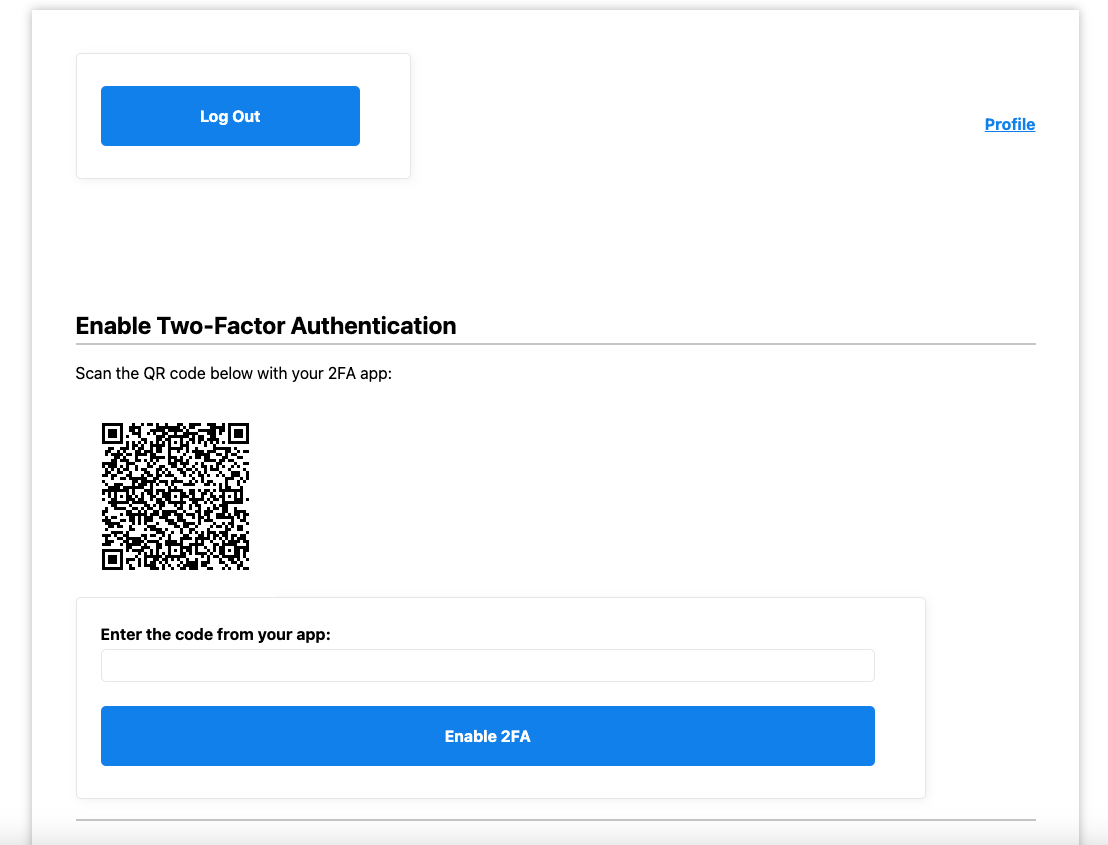 Log Out
Profile
Enable Two-Factor Authentication
Scan the QR code below with your 2FA app:
Enter the code from your app:
Enable 2FA